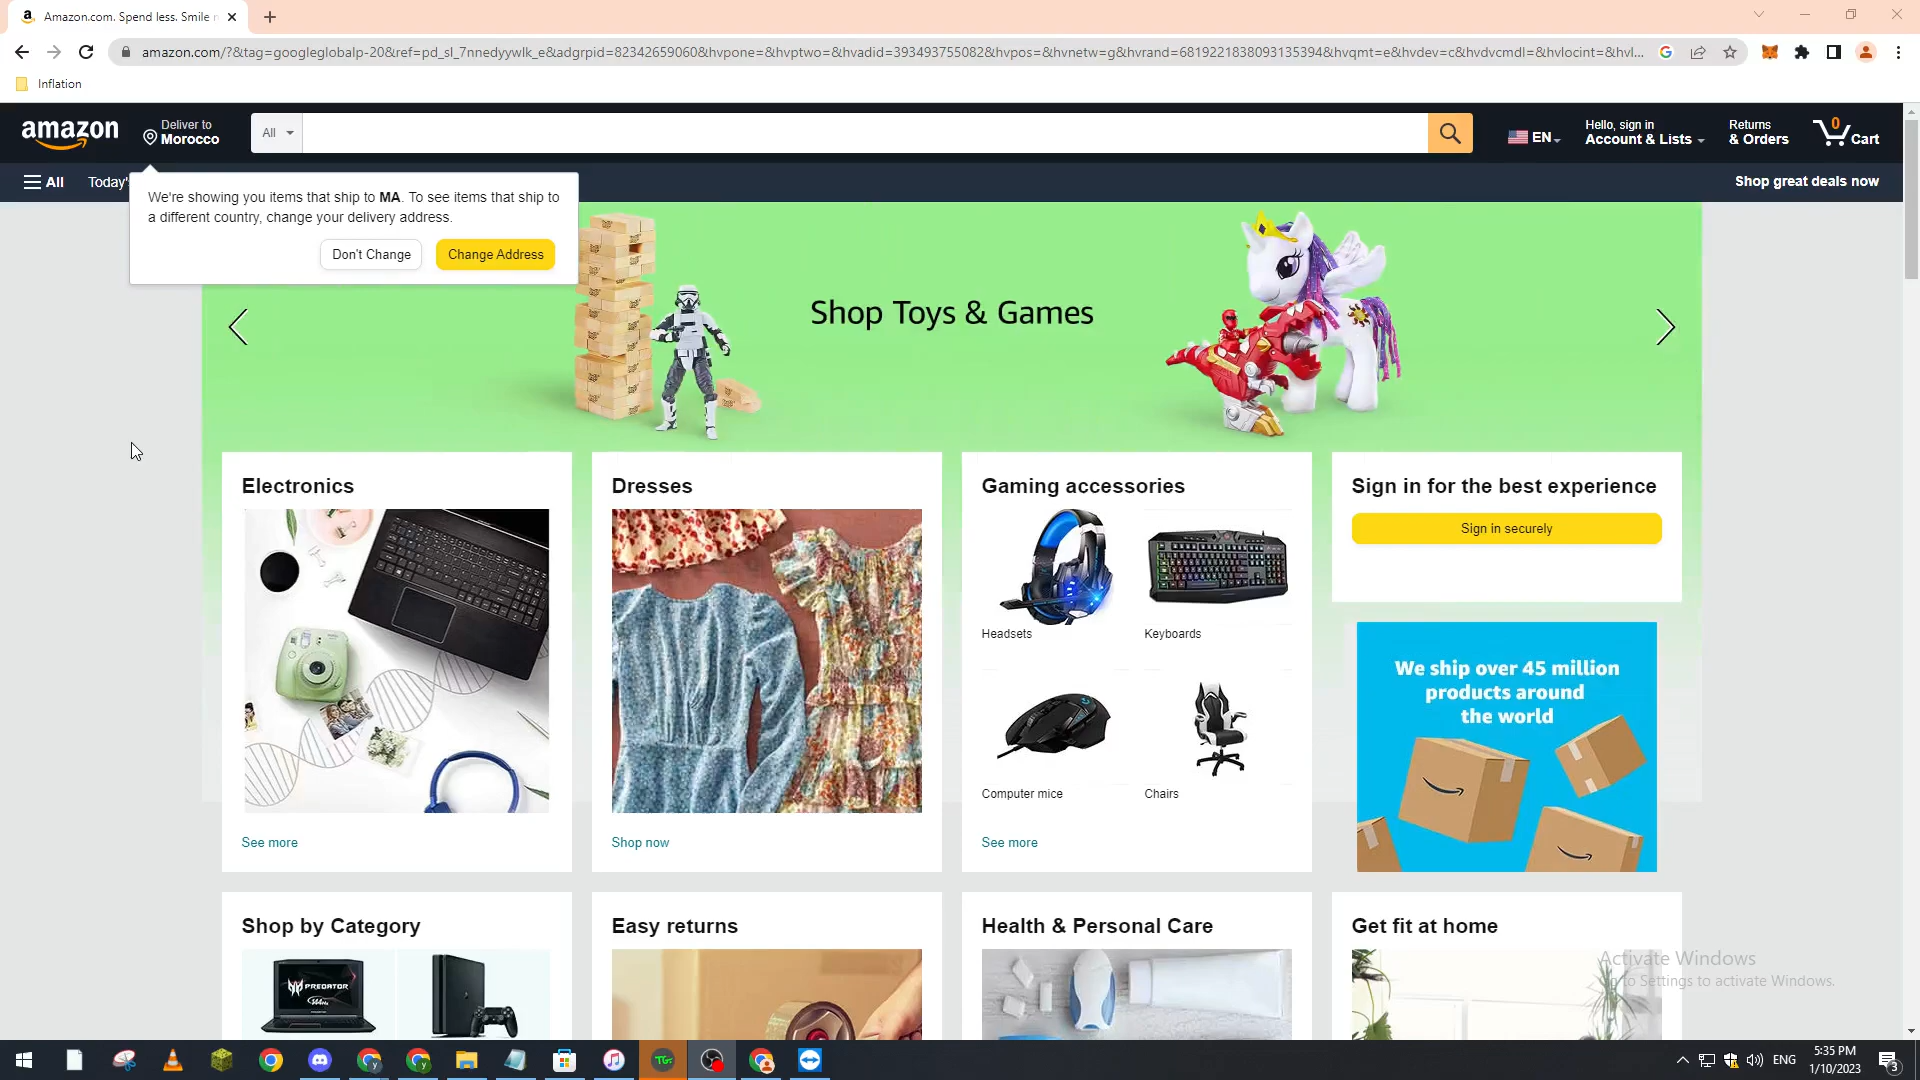 Amazon.com. Spend less. Smile
amazon.com/?&tag=googleglobalp-20&ref=pd_sl_7nnedyywlk_e&adgrpid=82342659060&hvpone=&hvptwo=&hvadid=393493755082&hvpos=&hvnetw=g&hvrand=6819221838093135394&hvqmt=e&hvdev=c&hvdvcmdl=&hvlocint=&hvl...
Inflation
amazon
Deliver to
Morocco
All
EN
Hello, sign in
Account & Lists
Returns
& Orders
0
Cart
All
Today'
Shop great deals now
We're showing you items that ship to MA. To see items that ship to
a different country, change your delivery address.
Don't Change
Change Address
Shop Toys & Games
Electronics
See more
Dresses
Shop now
Gaming accessories
Headsets
Keyboards
Computer mice
Chairs
See more
Sign in for the best experience
Sign in securely
We ship over 45 million
products around
the world
Shop by Category
PREDATOR
Easy returns
Health & Personal Care
Get fit at home
Activate Windows
Go to Settings to activate Windows.
ENG
5:35 PM
1/10/2023
3